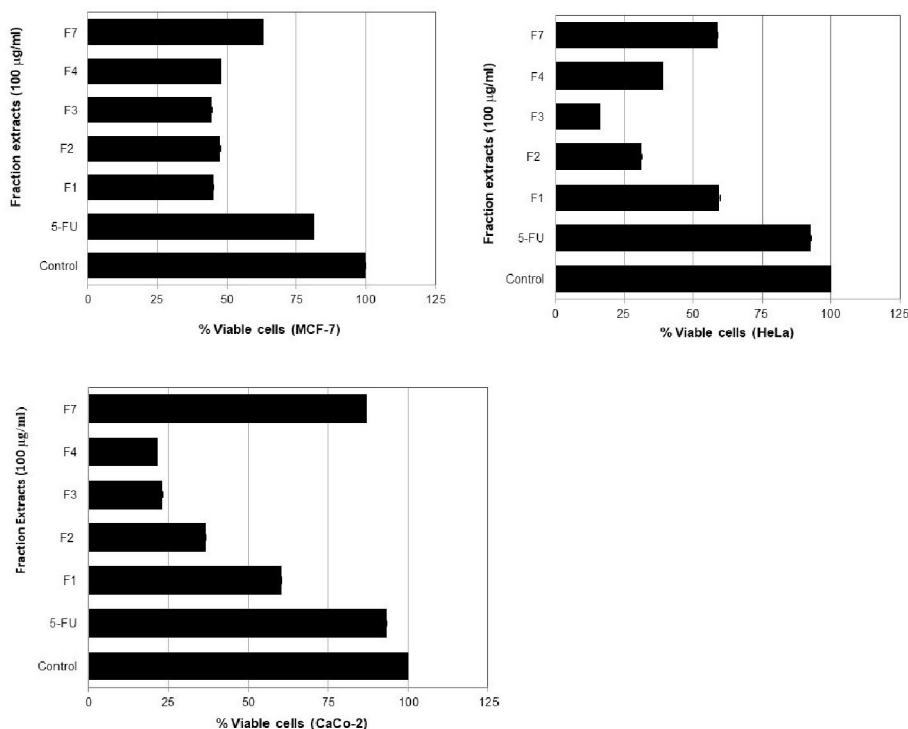 Fraction extracts (100 µg/ml)
F7
F4
F3
F2
F1
5-FU
Control
0 25 50 75 100 125
% Viable cells (MCF-7)
Fraction extracts (100 µg/ml)
F7
F4
F3
F2
F1
5-FU
Control
0 25 50 75 100 125
% Viable cells (HeLa)
Fraction Extracts (100 µg/ml)
F7
F4
F3
F2
F1
5-FU
Control
0 25 50 75 100 125
% Viable cells (CaCo-2)